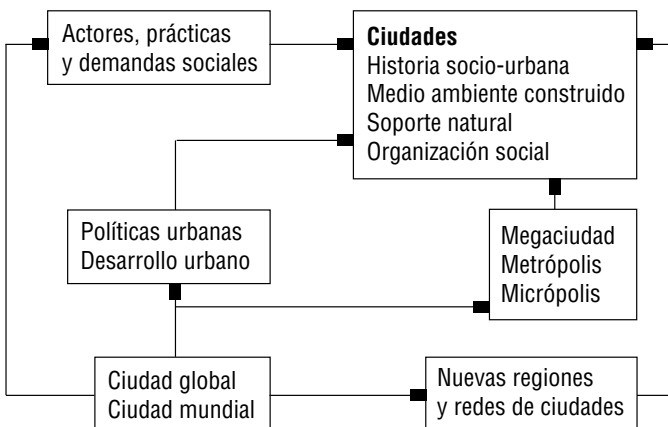 Actores, prácticas
y demandas sociales
Ciudades
Historia socio-urbana
Medio ambiente construido
Soporte natural
Organización social
Políticas urbanas
Desarrollo urbano
Megaciudad
Metrópolis
Micrópolis
Ciudad global
Ciudad mundial
Nuevas regiones
y redes de ciudades